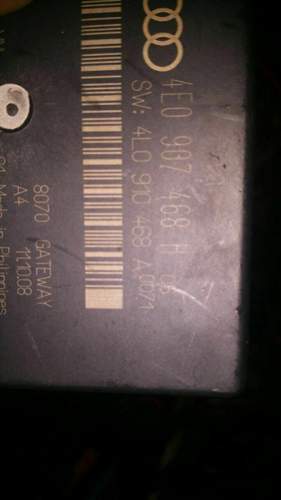 4E0 907 468 H
SW: 4L0 910 468 A 0071
8070 GATEWAY
A4 11.10.08
Made in Philippines